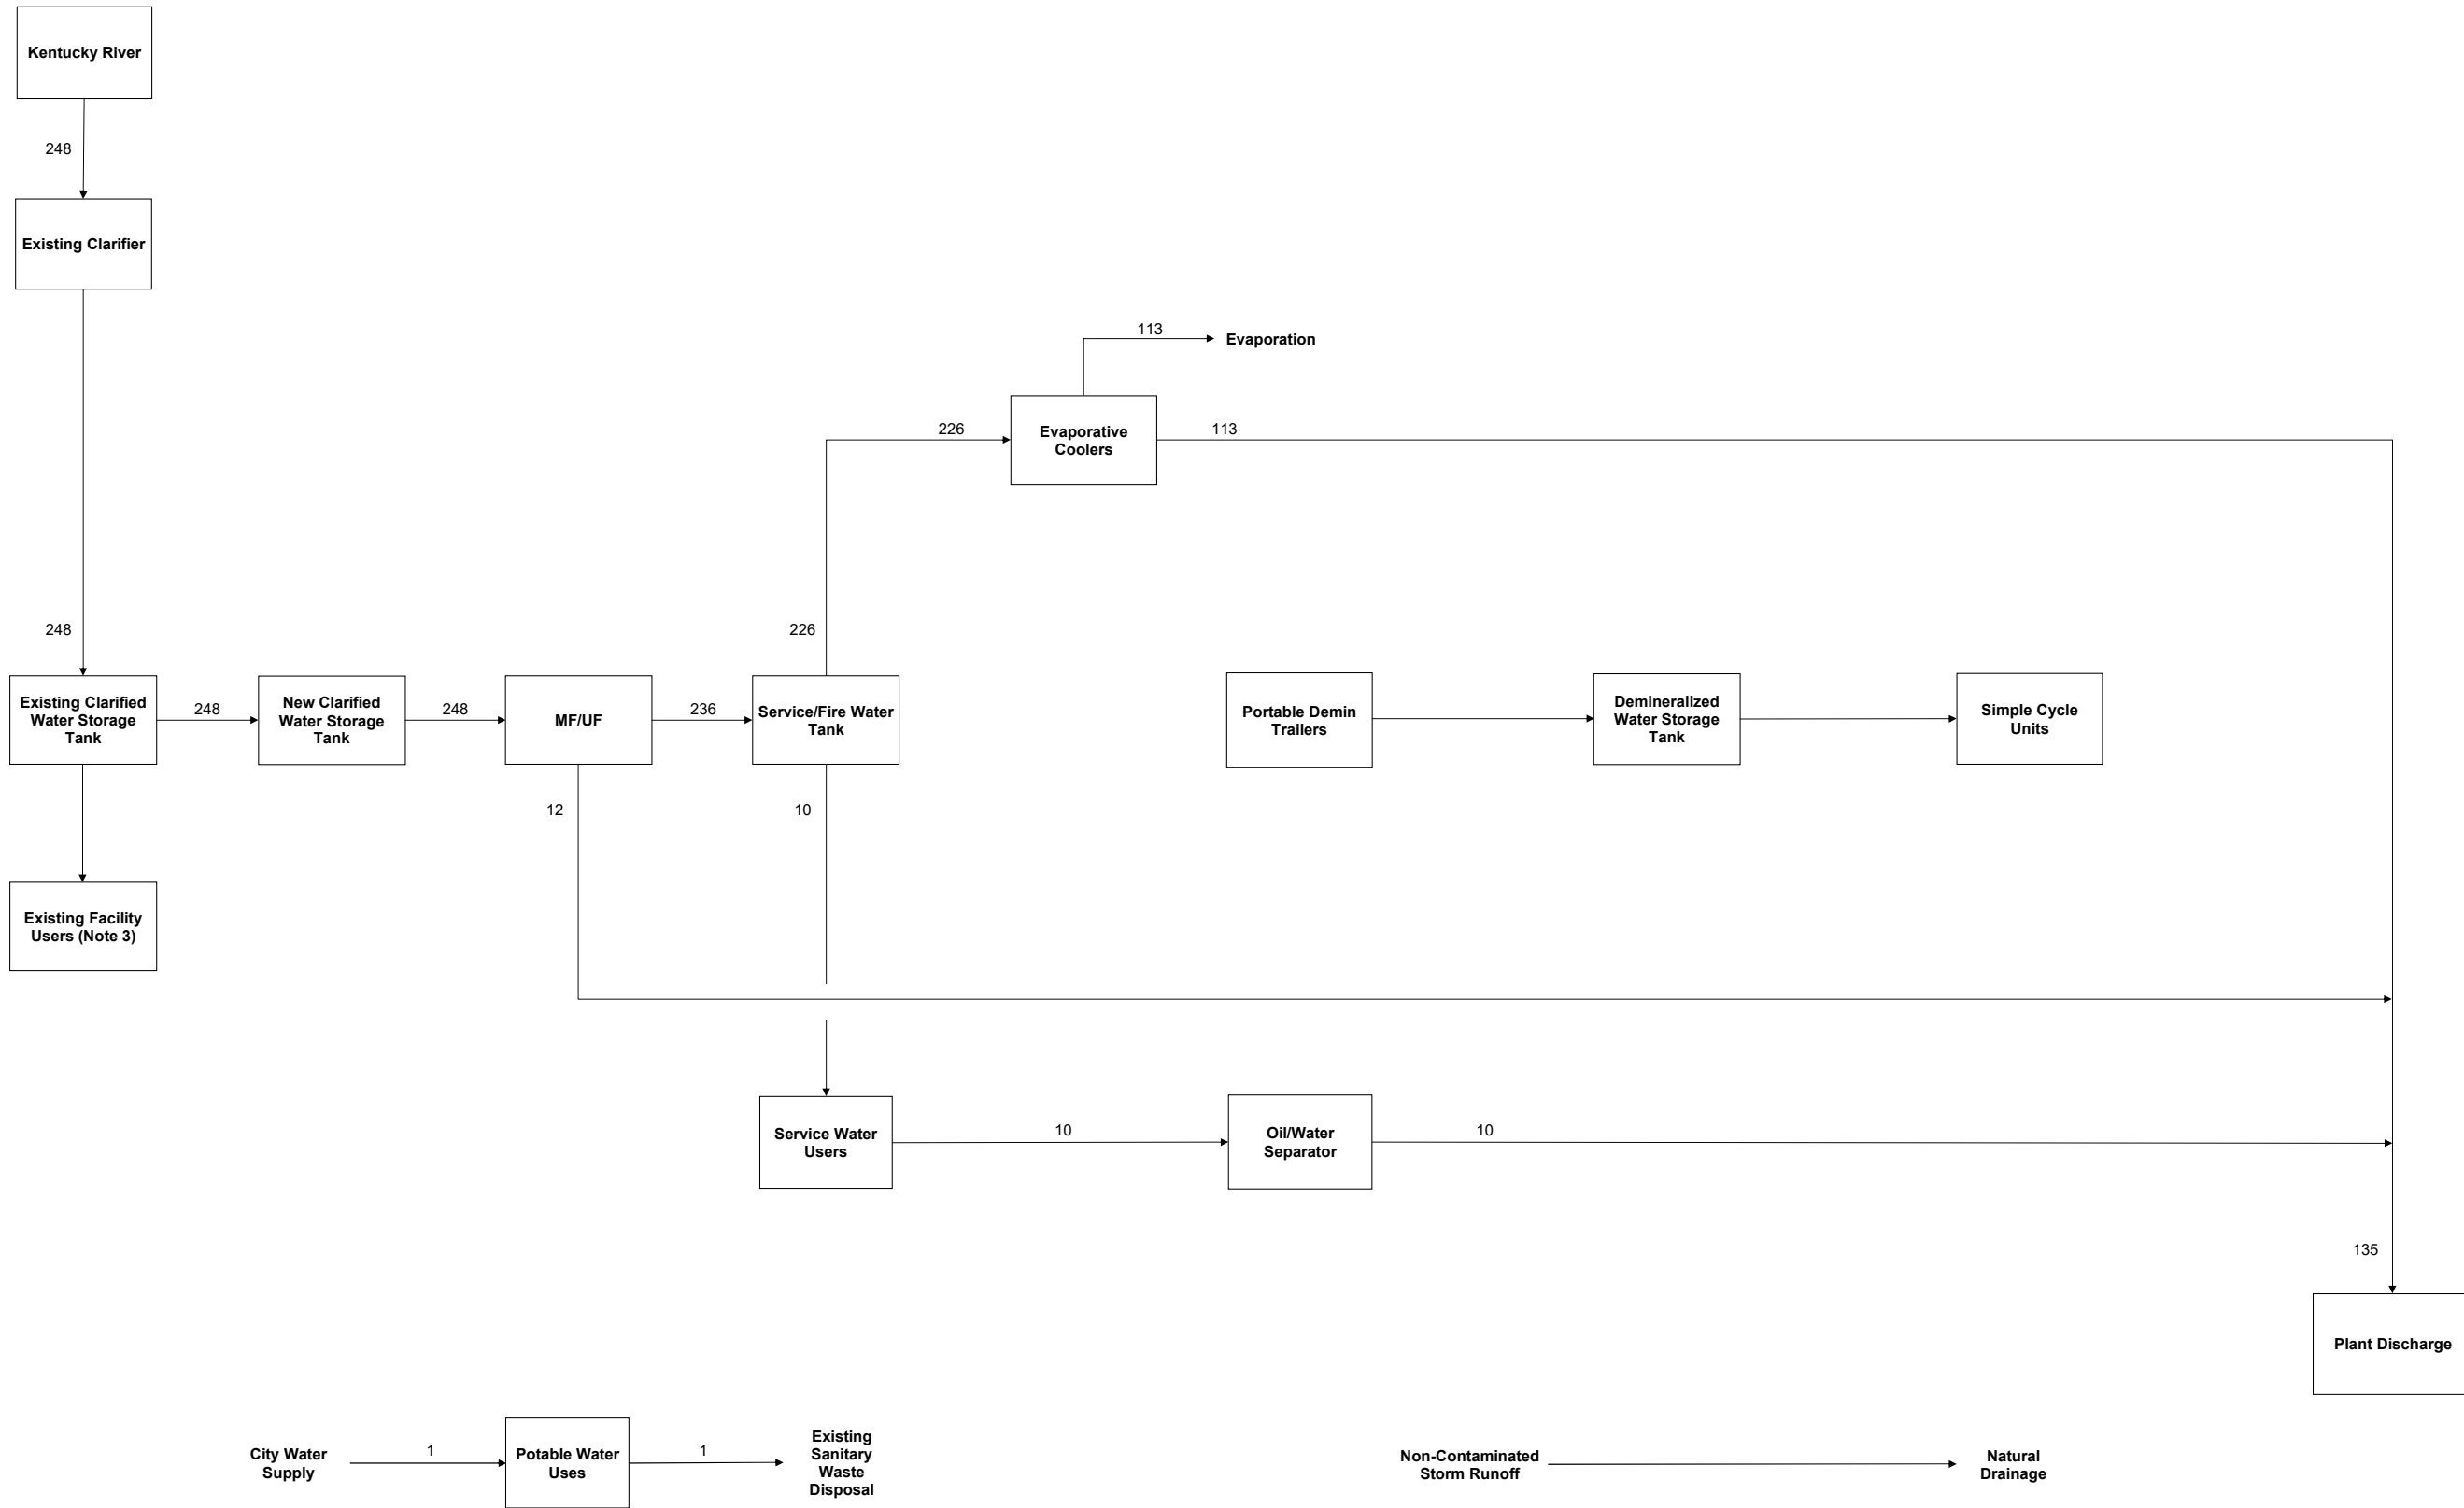 Kentucky River
248
Existing Clarifier
113
Evaporation
226
Evaporative
Coolers
113
248
226
Existing Clarified
Water Storage
Tank
248
New Clarified
Water Storage
Tank
248
MF/UF
236
Service/Fire Water
Tank
Portable Demin
Trailers
Demineralized
Water Storage
Tank
Simple Cycle
Units
12
10
Existing Facility
Users (Note 3)
Service Water
Users
10
Oil/Water
Separator
10
135
Plant Discharge
City Water
Supply
1
Potable Water
Uses
1
Existing
Sanitary
Waste
Disposal
Non-Contaminated
Storm Runoff
Natural
Drainage